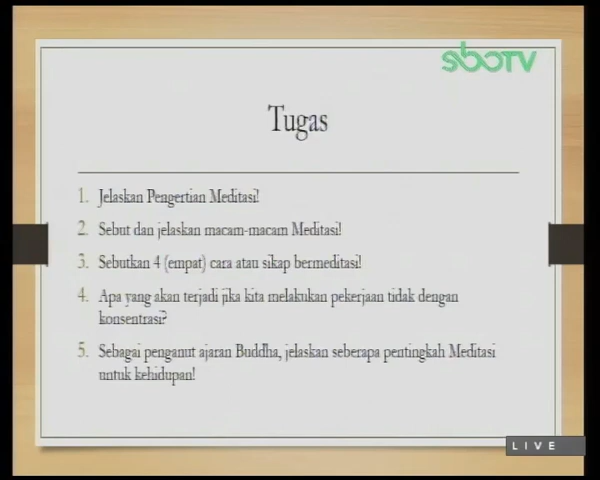 sboTV
Tugas
1. Jelaskan Pengertian Meditasi!
2. Sebut dan jelaskan macam-macam Meditasi!
3. Sebutkan 4 (empat) cara atau sikap bermeditasi!
4. Apa yang akan terjadi jika kita melakukan pekerjaan tidak dengan
konsentrasi?
5. Sebagai penganut ajaran Buddha, jelaskan seberapa pentingkah Meditasi
untuk kehidupan!
LIVE